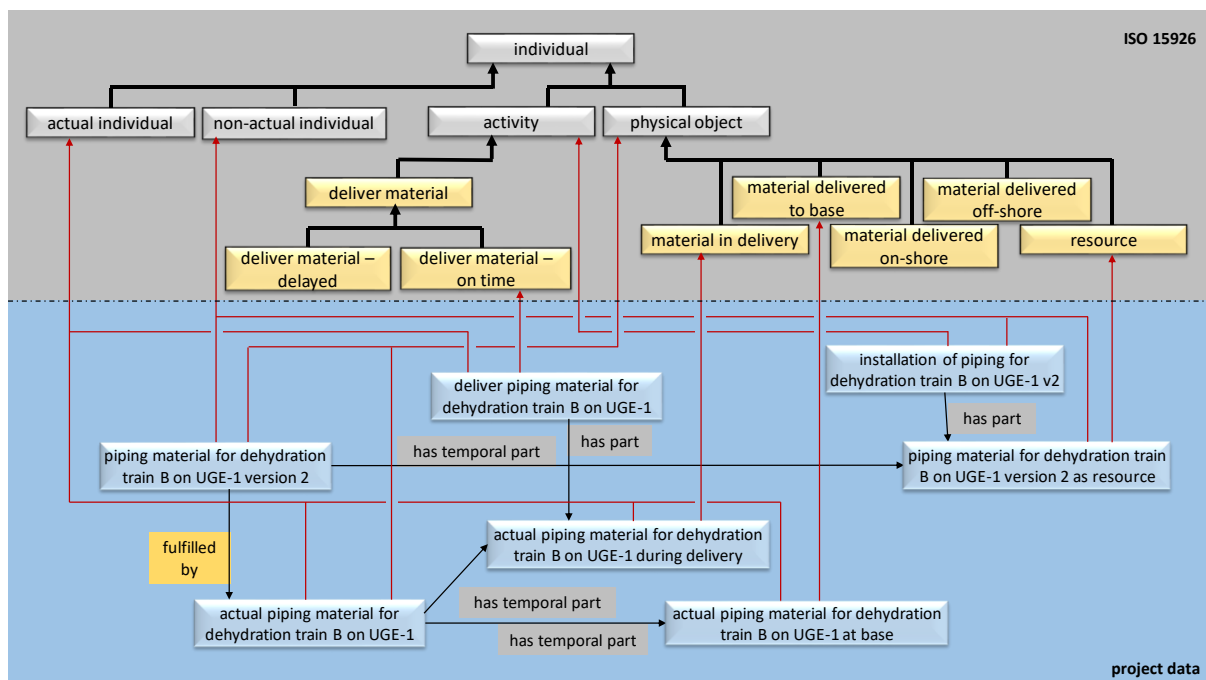 ISO 15926
individual
actual individual
non-actual individual
activity
physical object
deliver material
material delivered
to base
material delivered
off-shore
material in delivery
material delivered
on-shore
resource
deliver material –
delayed
deliver material –
on time
installation of piping for
dehydration train B on UGE-1 v2
deliver piping material for
dehydration train B on UGE-1
has part
has temporal part
has part
piping material for dehydration
train B on UGE-1 version 2
piping material for dehydration train
B on UGE-1 version 2 as resource
fulfilled
by
actual piping material for dehydration
train B on UGE-1 during delivery
has temporal part
actual piping material for
dehydration train B on UGE-1
actual piping material for dehydration
train B on UGE-1 at base
has temporal part
project data